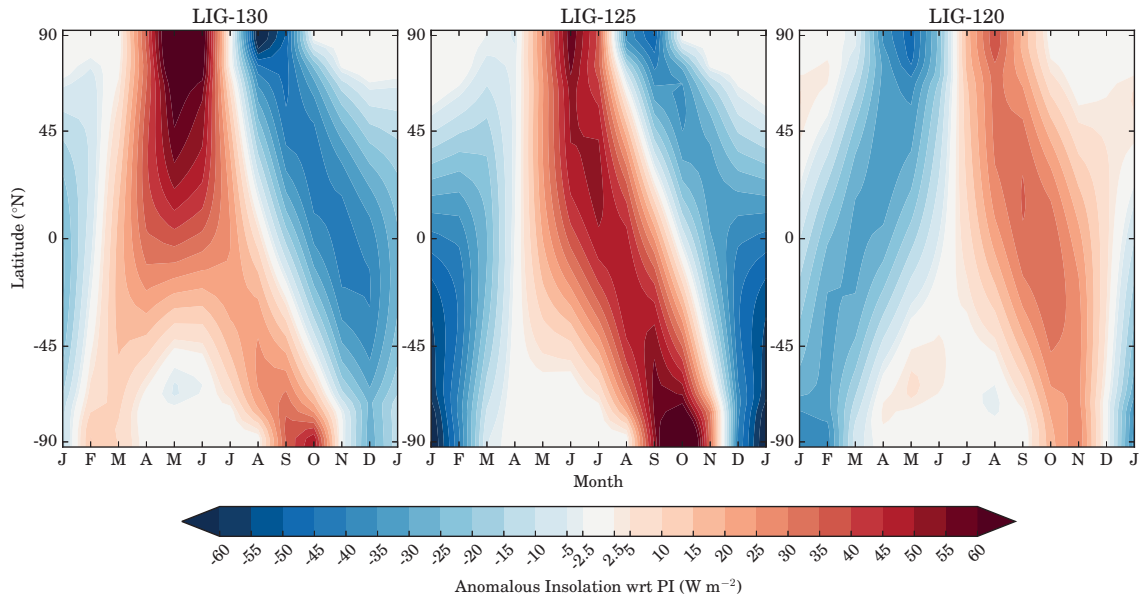 LIG-130 LIG-125 LIG-120
90 90 90
45 45 45
0 0 0
-45 -45 -45
-90 -90 -90
Latitude (°N)
J F M A M J J A S O N D J J F M A M J J A S O N D J J F M A M J J A S O N D J
Month
-60 -55 -50 -45 -40 -35 -30 -25 -20 -15 -10 -5 -2.5 2.5 5 10 15 20 25 30 35 40 45 50 55 60
Anomalous Insolation wrt PI (W m⁻²)